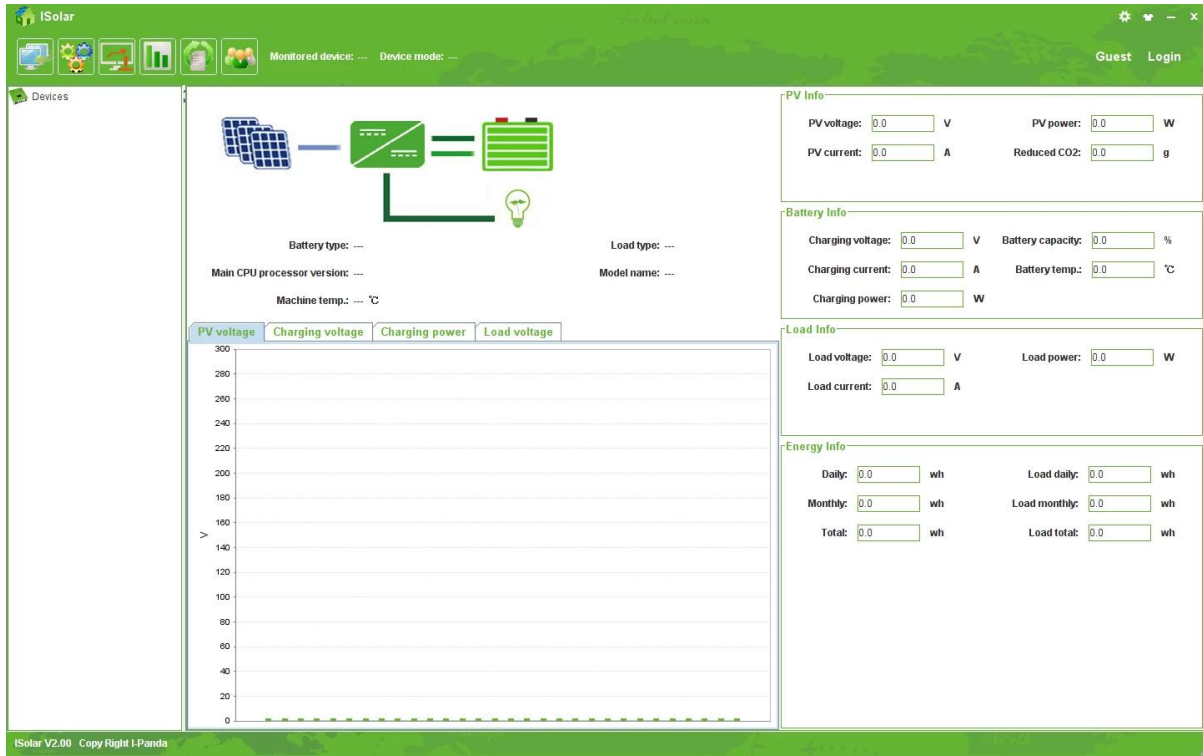 ISolar
Monitored device: --- Device mode: ---
Guest Login
Devices
Battery type: --- Load type: ---
Main CPU processor version: --- Model name: ---
Machine temp.: --- ℃
PV voltage Charging voltage Charging power Load voltage
300
280
260
240
220
200
180
160
V
140
120
100
80
60
40
20
0
PV Info
PV voltage: 0.0 V PV power: 0.0 W
PV current: 0.0 A Reduced CO2: 0.0 g
Battery Info
Charging voltage: 0.0 V Battery capacity: 0.0 %
Charging current: 0.0 A Battery temp.: 0.0 ℃
Charging power: 0.0 W
Load Info
Load voltage: 0.0 V Load power: 0.0 W
Load current: 0.0 A
Energy Info
Daily: 0.0 wh Load daily: 0.0 wh
Monthly: 0.0 wh Load monthly: 0.0 wh
Total: 0.0 wh Load total: 0.0 wh
ISolar V2.00 Copy Right I-Panda